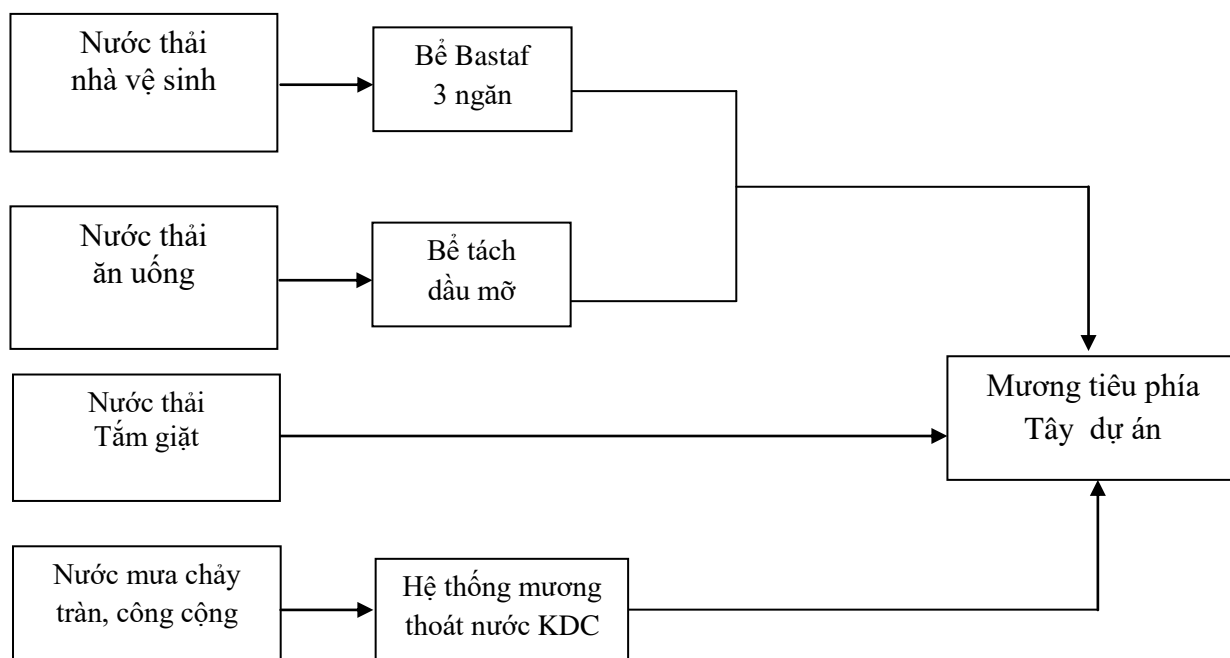 Nước thải
nhà vệ sinh
Bể Bastaf
3 ngăn
Nước thải
ăn uống
Bể tách
dầu mỡ
Nước thải
Tắm giặt
Mương tiêu phía
Tây dự án
Nước mưa chảy
tràn, công cộng
Hệ thống mương
thoát nước KDC